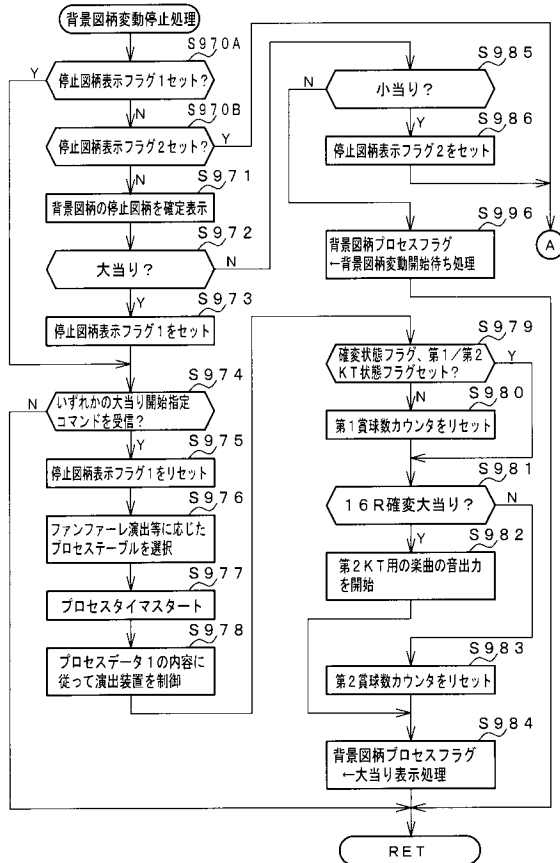 背景図柄変動停止処理
S970A
停止図柄表示フラグ1セット?
Y
N
S970B
停止図柄表示フラグ2セット?
Y
N
S971
背景図柄の停止図柄を確定表示
S972
大当り?
N
Y
S973
停止図柄表示フラグ1をセット
S974
いずれかの大当り開始指定
コマンドを受信?
N
Y
S975
停止図柄表示フラグ1をリセット
S976
ファンファーレ演出等に応じた
プロセステーブルを選択
S977
プロセスタイマスタート
S978
プロセスデータ1の内容に
従って演出装置を制御
S985
小当り?
N
Y
S986
停止図柄表示フラグ2をセット
S996
背景図柄プロセスフラグ
←背景図柄変動開始待ち処理
A
S979
確変状態フラグ、第1/第2
KT状態フラグセット?
Y
N
S980
第1賞球数カウンタをリセット
S981
16R確変大当り?
N
Y
S982
第2KT用の楽曲の音出力
を開始
S983
第2賞球数カウンタをリセット
S984
背景図柄プロセスフラグ
←大当り表示処理
RET